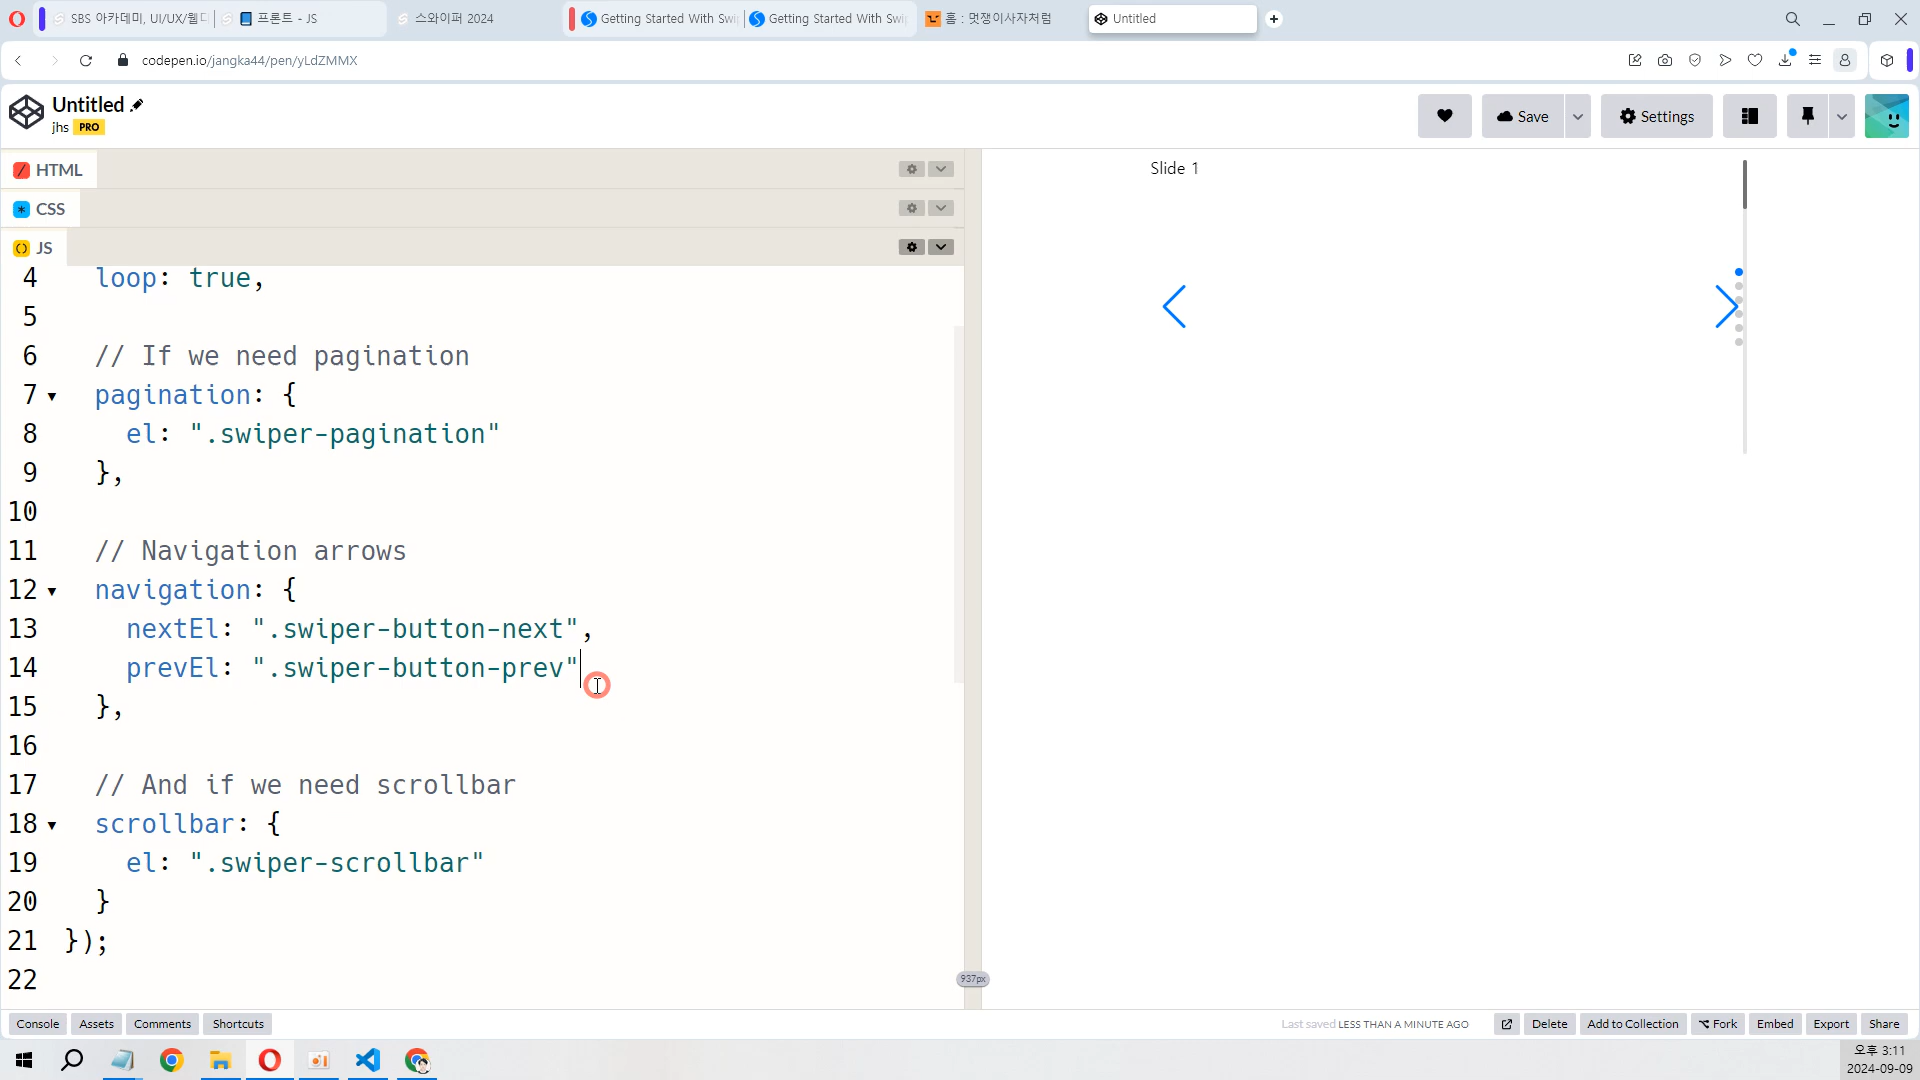 SBS 아카데미, UI/UX/웹디
프론트 - JS
스와이퍼 2024
Getting Started With Swi
Getting Started With Swi
홈 : 멋쟁이사자처럼
Untitled
codepen.io/jangka44/pen/yLdZMMX
Untitled
jhs PRO
Save
Settings
HTML
CSS
JS
4 loop: true,
5
6 // If we need pagination
7 pagination: {
8 el: ".swiper-pagination"
9 },
10
11 // Navigation arrows
12 navigation: {
13 nextEl: ".swiper-button-next",
14 prevEl: ".swiper-button-prev"
15 },
16
17 // And if we need scrollbar
18 scrollbar: {
19 el: ".swiper-scrollbar"
20 }
21 });
22
Slide 1
937px
Console Assets Comments Shortcuts
Last saved LESS THAN A MINUTE AGO
Delete Add to Collection Fork Embed Export Share
오후 3:11
2024-09-09